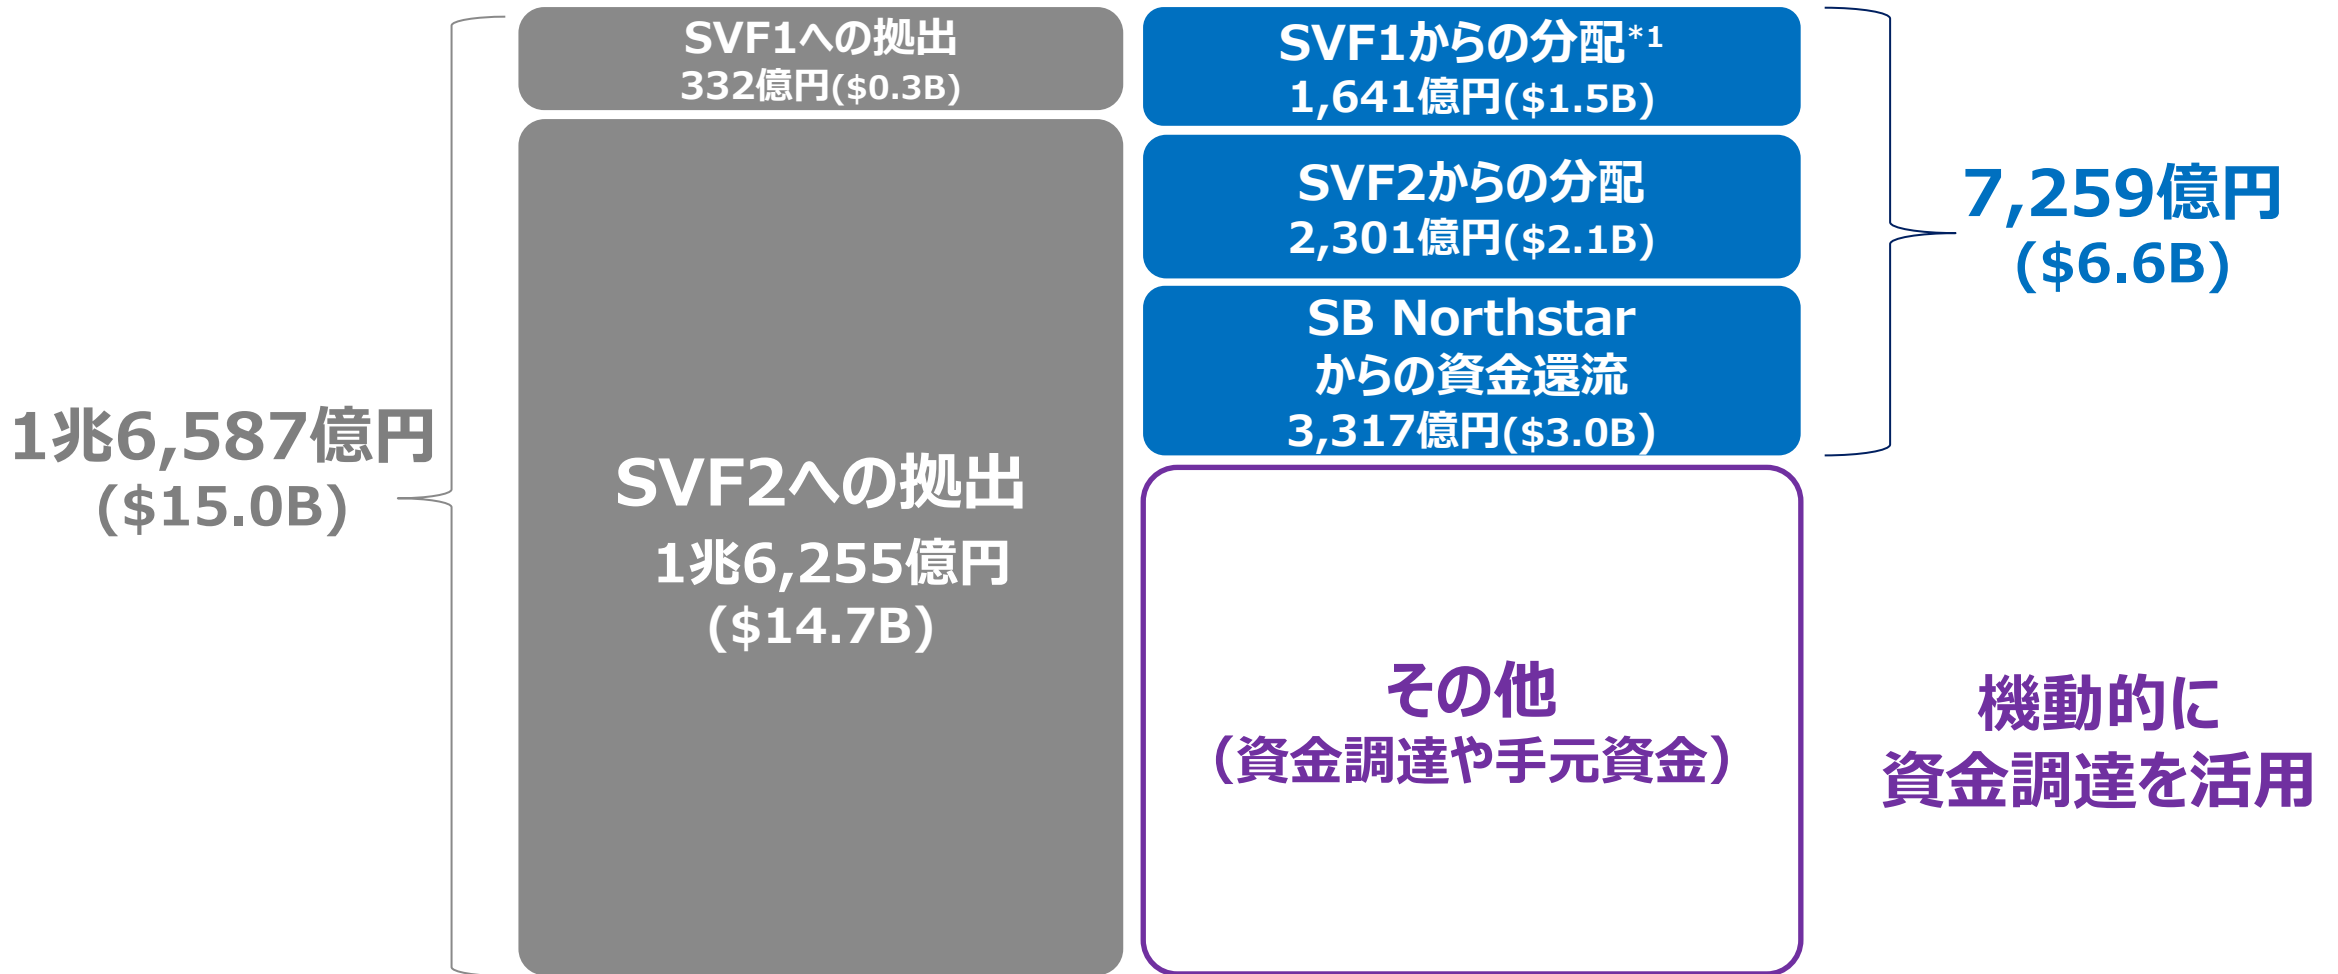 1兆6,587億円
($15.0B)
SVF1への拠出
332億円($0.3B)
SVF2への拠出
1兆6,255億円
($14.7B)
SVF1からの分配*1
1,641億円($1.5B)
SVF2からの分配
2,301億円($2.1B)
SB Northstar
からの資金還流
3,317億円($3.0B)
その他
（資金調達や手元資金）
7,259億円
($6.6B)
機動的に
資金調達を活用